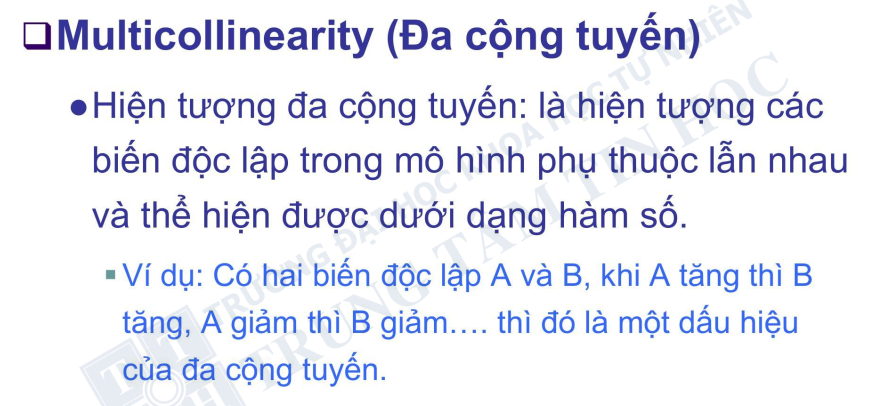 Multicollinearity (Đa cộng tuyến)
Hiện tượng đa cộng tuyến: là hiện tượng các
biến độc lập trong mô hình phụ thuộc lẫn nhau
và thể hiện được dưới dạng hàm số.
Ví dụ: Có hai biến độc lập A và B, khi A tăng thì B
tăng, A giảm thì B giảm…. thì đó là một dấu hiệu
của đa cộng tuyến.
TRƯỜNG ĐẠI HỌC KHOA HỌC TỰ NHIÊN
TRUNG TÂM TIN HỌC